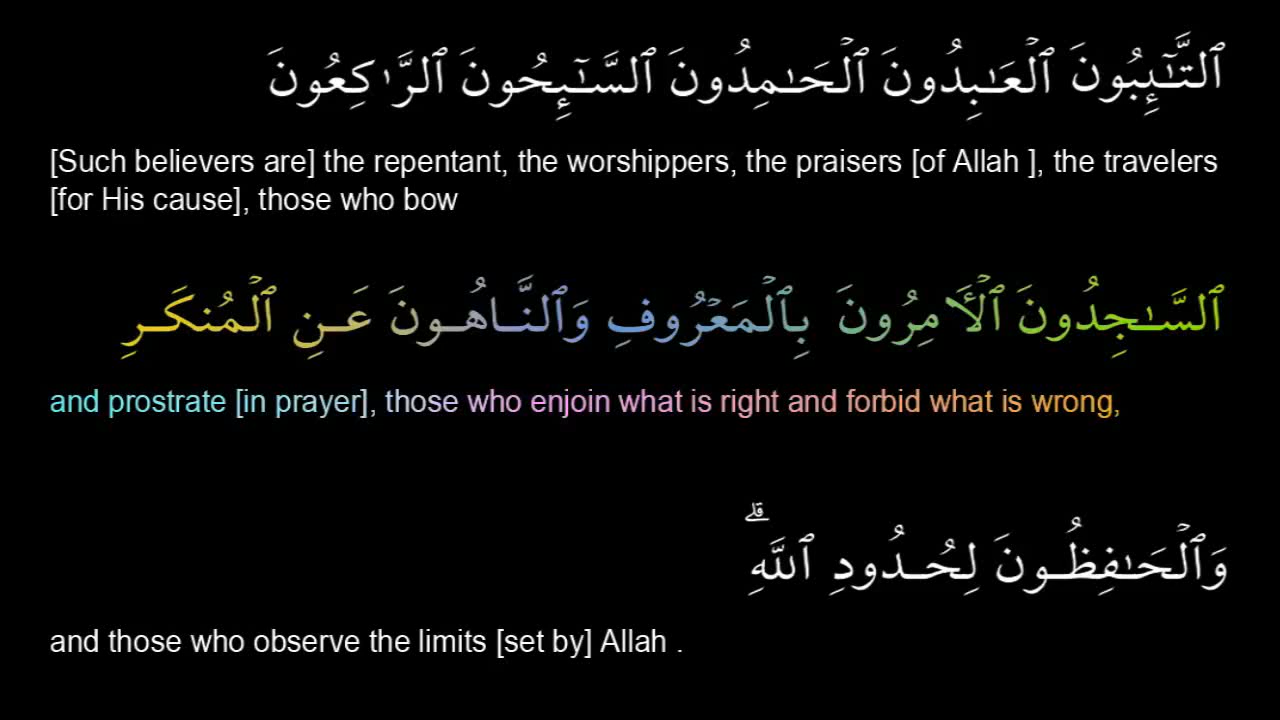 ٱلتَّـٰٓئِبُونَ ٱلْعَـٰبِدُونَ ٱلْحَـٰمِدُونَ ٱلسَّـٰٓئِحُونَ ٱلرَّٰكِعُونَ
[Such believers are] the repentant, the worshippers, the praisers [of Allah ], the travelers
[for His cause], those who bow
ٱلسَّـٰجِدُونَ ٱلْـَٔامِرُونَ بِٱلْمَعْرُوفِ وَٱلنَّاهُونَ عَنِ ٱلْمُنكَرِ
and prostrate [in prayer], those who enjoin what is right and forbid what is wrong,
وَٱلْحَـٰفِظُونَ لِحُدُودِ ٱللَّهِ ۗ
and those who observe the limits [set by] Allah .